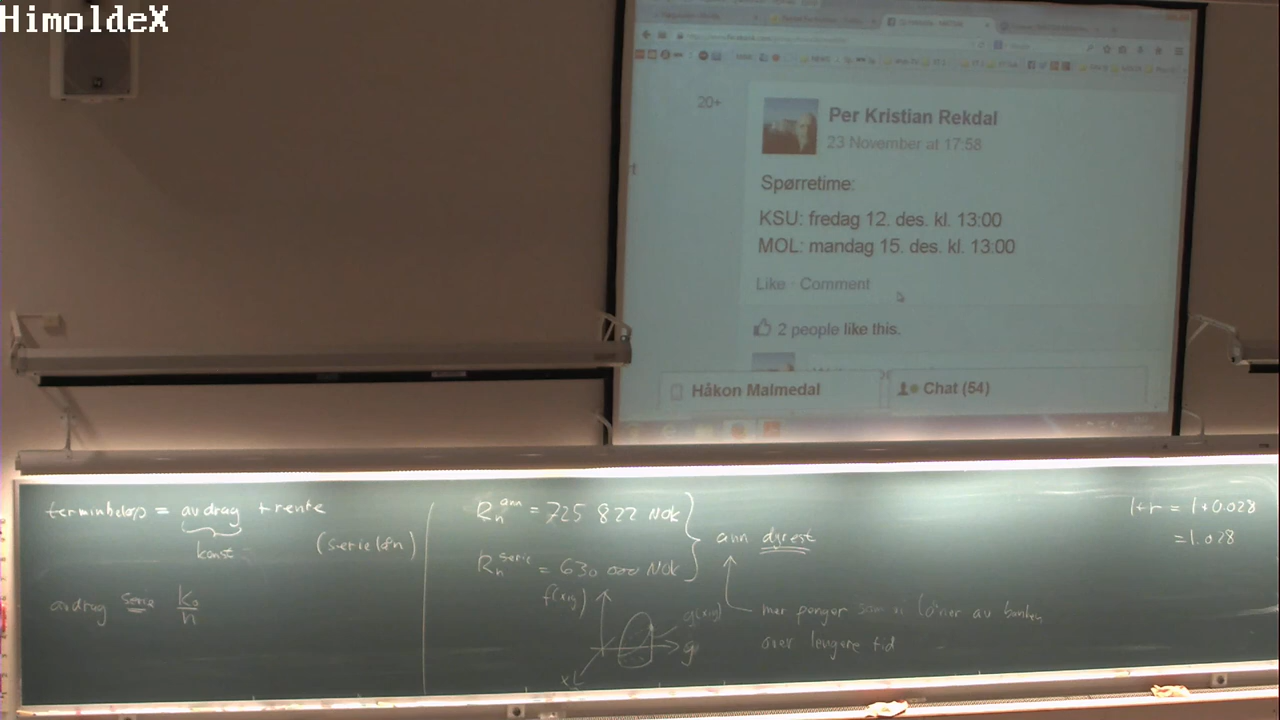 HimoldeX
20+
Per Kristian Rekdal
23 November at 17:58
Spørretime:
KSU: fredag 12. des. kl. 13:00
MOL: mandag 15. des. kl. 13:00
Like · Comment
2 people like this.
Håkon Malmedal
Chat (54)
terminbeløp = avdrag + rente
konst
(serielån)
avdrag serie K₀/n
Rₙ^ann = 725 822 NOK
Rₙ^serie = 630 000 NOK
ann dyrest
f(x,y)
g(x,y)
y
x
mer penger som vi låner av banken
over lengere tid
1+r = 1+0.028
= 1.028